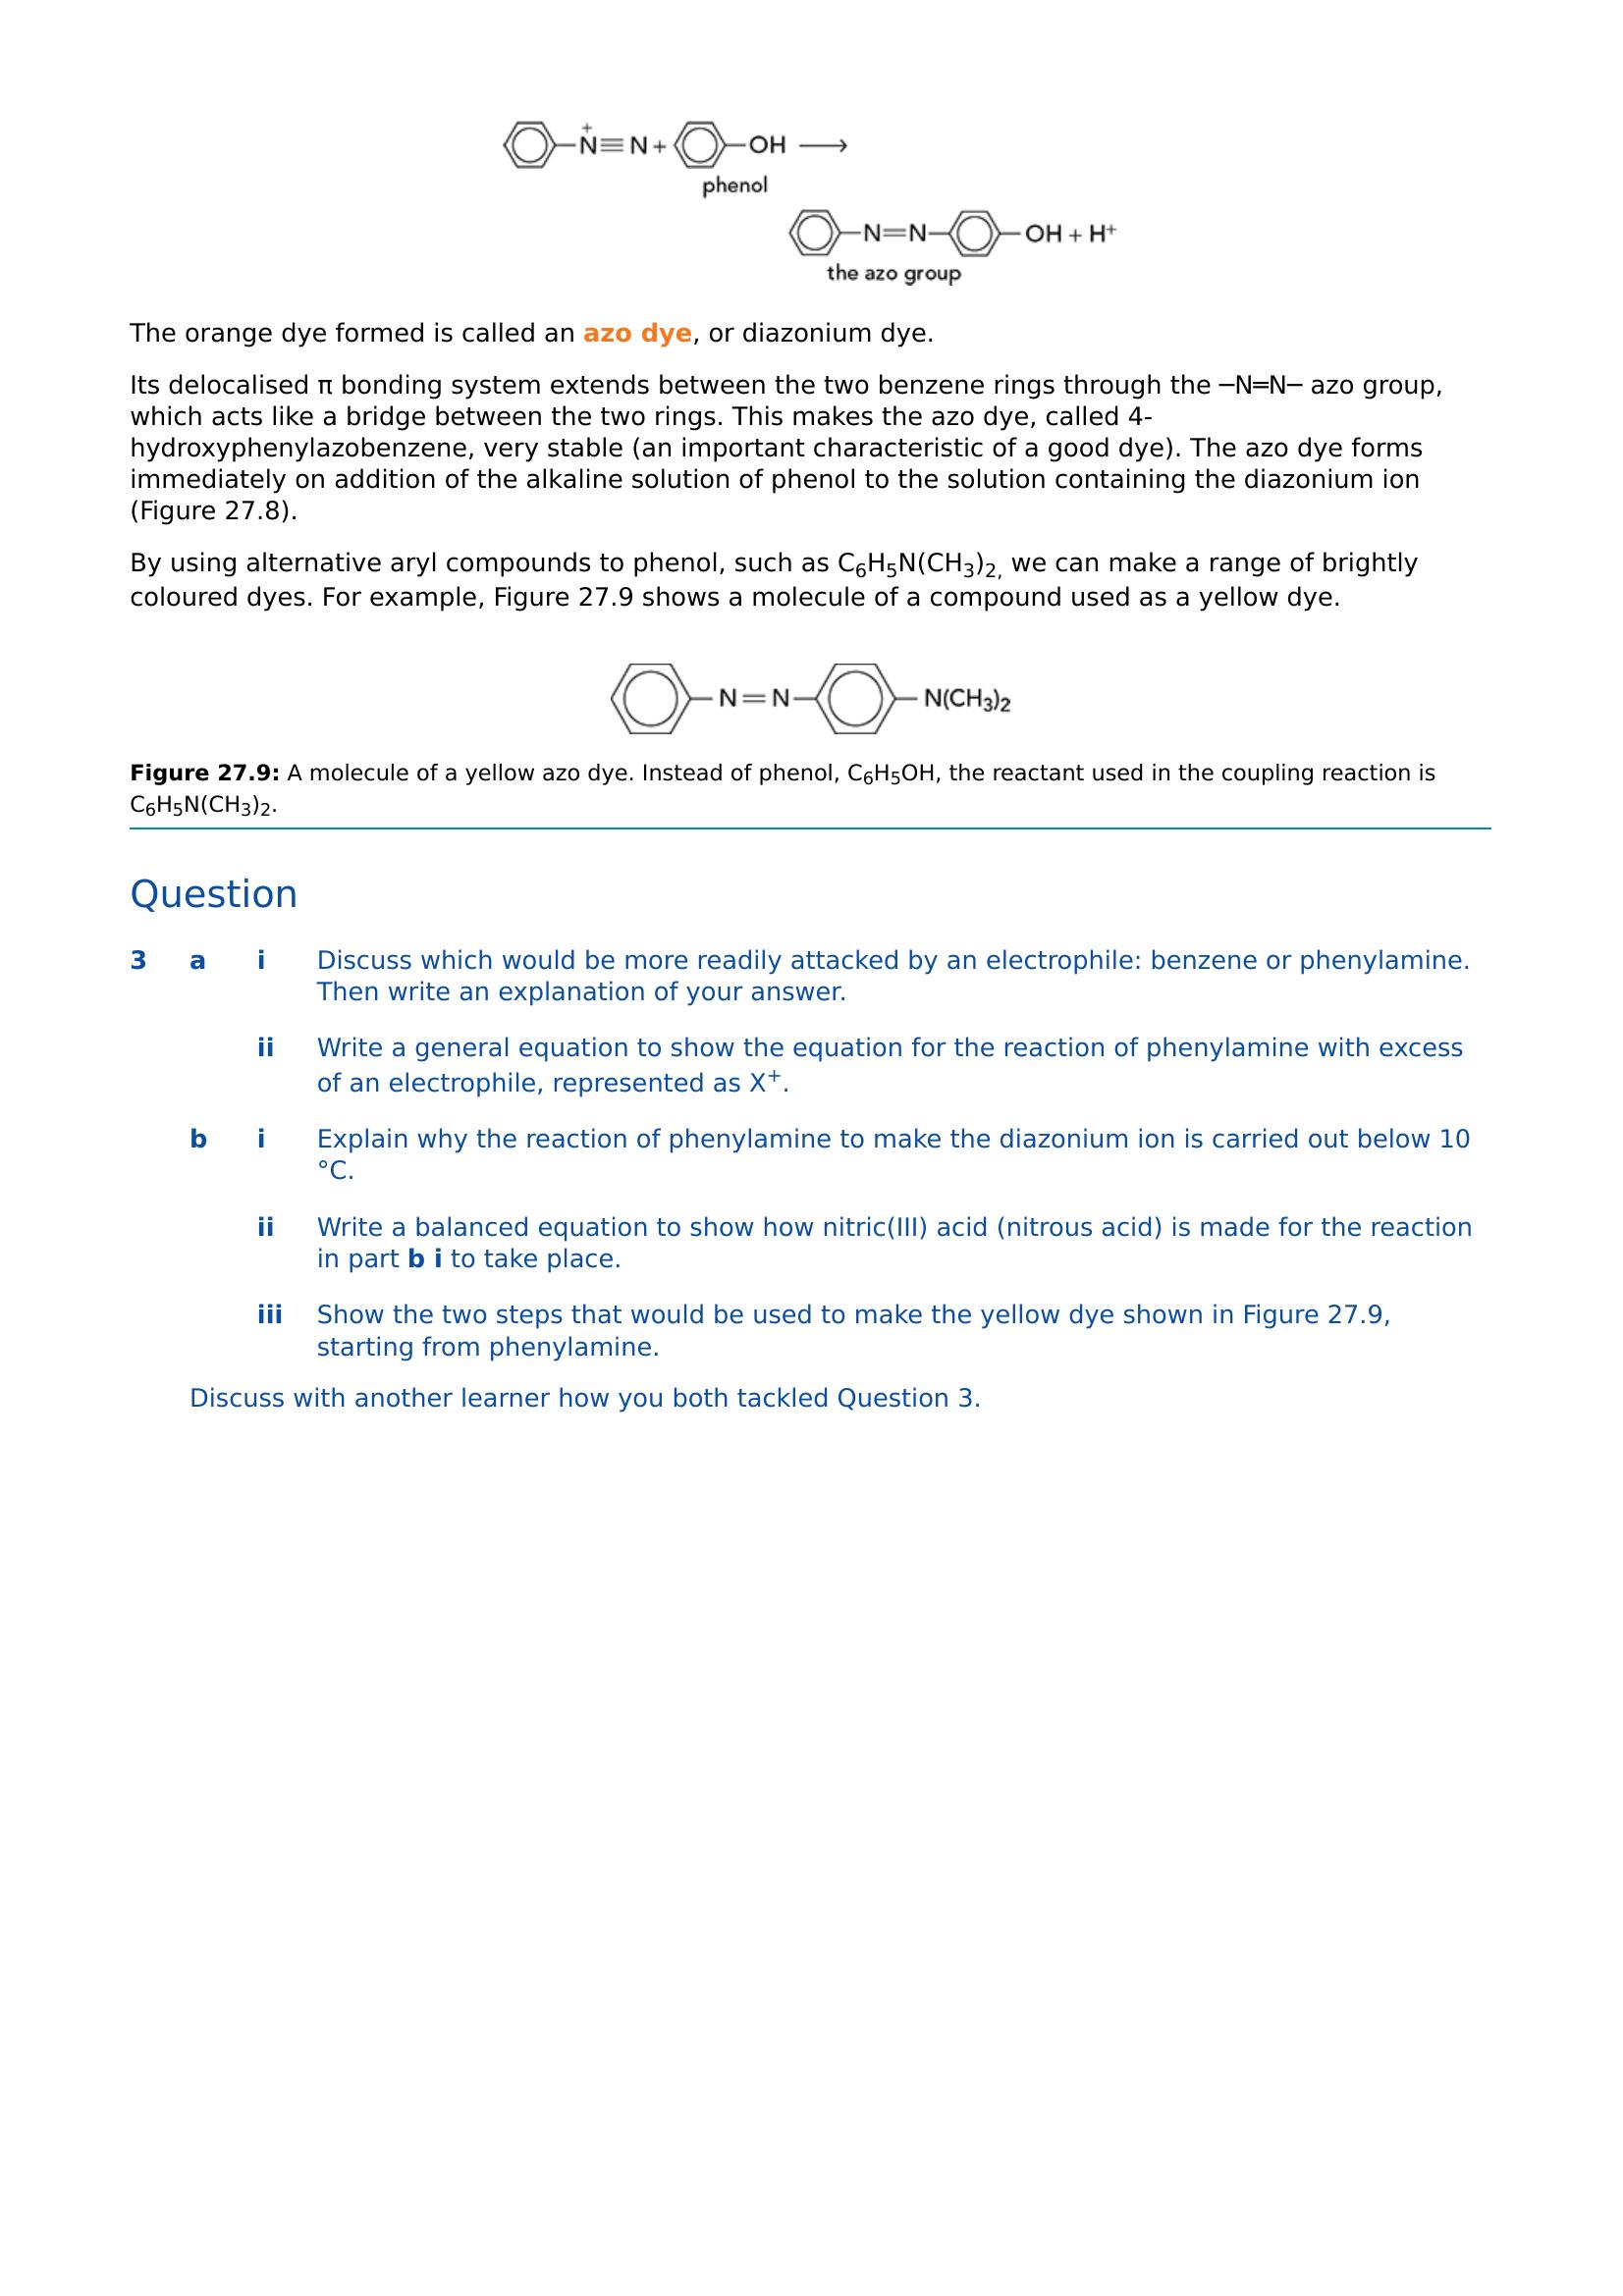 N⁺≡N + OH ⟶
phenol
N=N OH + H⁺
the azo group
The orange dye formed is called an azo dye, or diazonium dye.
Its delocalised π bonding system extends between the two benzene rings through the −N=N− azo group,
which acts like a bridge between the two rings. This makes the azo dye, called 4-
hydroxyphenylazobenzene, very stable (an important characteristic of a good dye). The azo dye forms
immediately on addition of the alkaline solution of phenol to the solution containing the diazonium ion
(Figure 27.8).
By using alternative aryl compounds to phenol, such as C₆H₅N(CH₃)₂, we can make a range of brightly
coloured dyes. For example, Figure 27.9 shows a molecule of a compound used as a yellow dye.
N=N N(CH₃)₂
Figure 27.9: A molecule of a yellow azo dye. Instead of phenol, C₆H₅OH, the reactant used in the coupling reaction is
C₆H₅N(CH₃)₂.
Question
3 a i Discuss which would be more readily attacked by an electrophile: benzene or phenylamine.
Then write an explanation of your answer.
ii Write a general equation to show the equation for the reaction of phenylamine with excess
of an electrophile, represented as X⁺.
b i Explain why the reaction of phenylamine to make the diazonium ion is carried out below 10
°C.
ii Write a balanced equation to show how nitric(III) acid (nitrous acid) is made for the reaction
in part b i to take place.
iii Show the two steps that would be used to make the yellow dye shown in Figure 27.9,
starting from phenylamine.
Discuss with another learner how you both tackled Question 3.